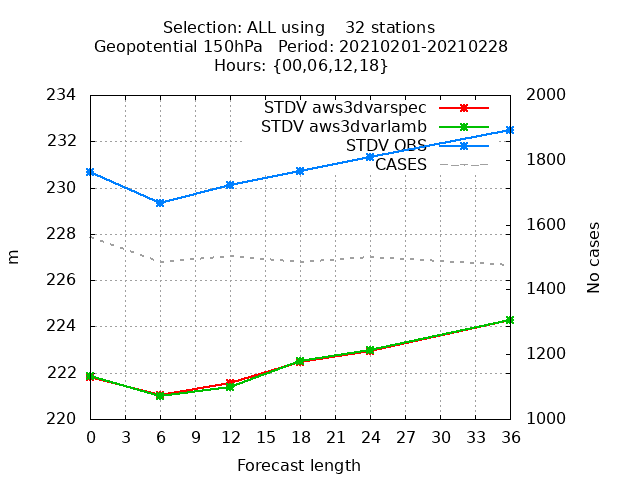 Selection: ALL using    32 stations
Geopotential 150hPa   Period: 20210201-20210228
Hours: {00,06,12,18}
234
232
230
228
226
224
222
220
m
2000
1800
1600
1400
1200
1000
No cases
STDV aws3dvarspec
STDV aws3dvarlamb
STDV OBS
CASES
0 3 6 9 12 15 18 21 24 27 30 33 36
Forecast length